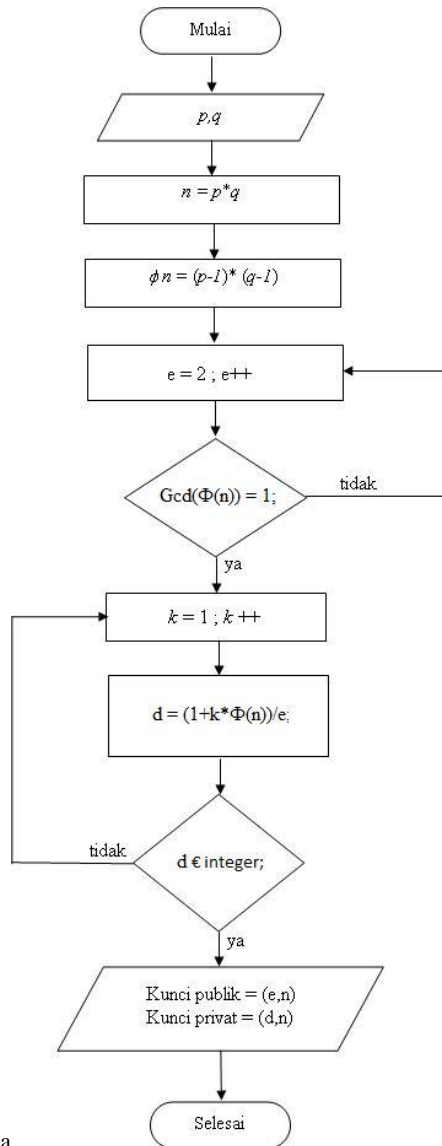 Mulai
p,q
n = p*q
ϕn = (p-1)* (q-1)
e = 2 ; e++
Gcd(Φ(n)) = 1;
tidak
ya
k = 1 ; k ++
d = (1+k*Φ(n))/e;
tidak
d € integer;
ya
Kunci publik = (e,n)
Kunci privat = (d,n)
Selesai
a